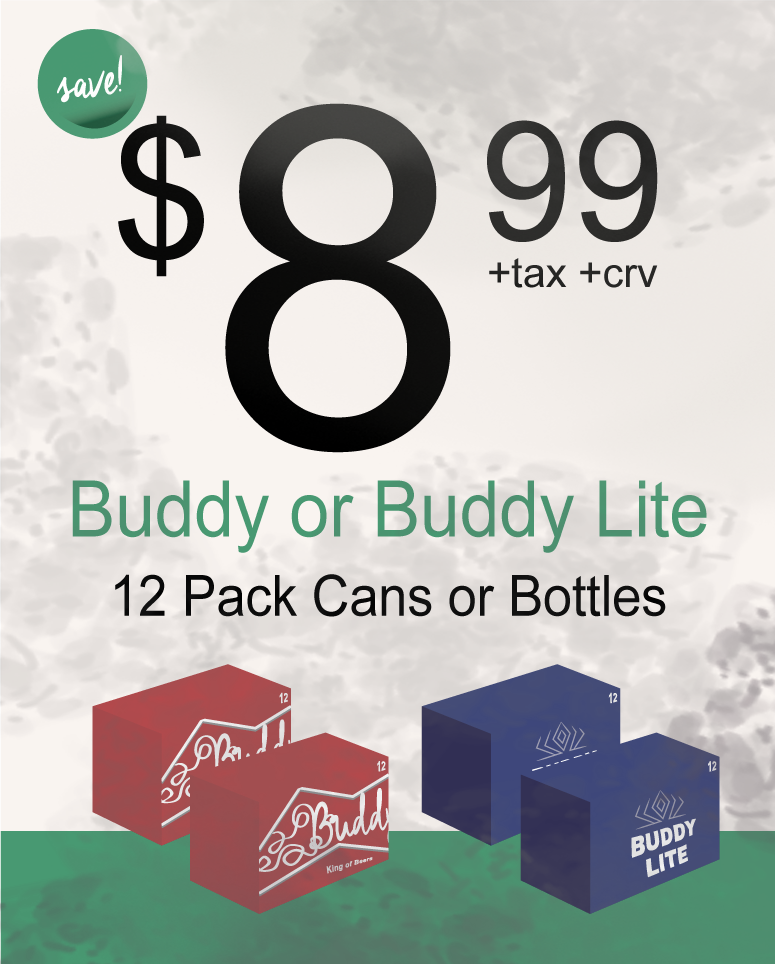 save!
$8 99
+tax +crv
Buddy or Buddy Lite
12 Pack Cans or Bottles
12
12
12
12
Buddy
King of Beers
BUDDY
LITE